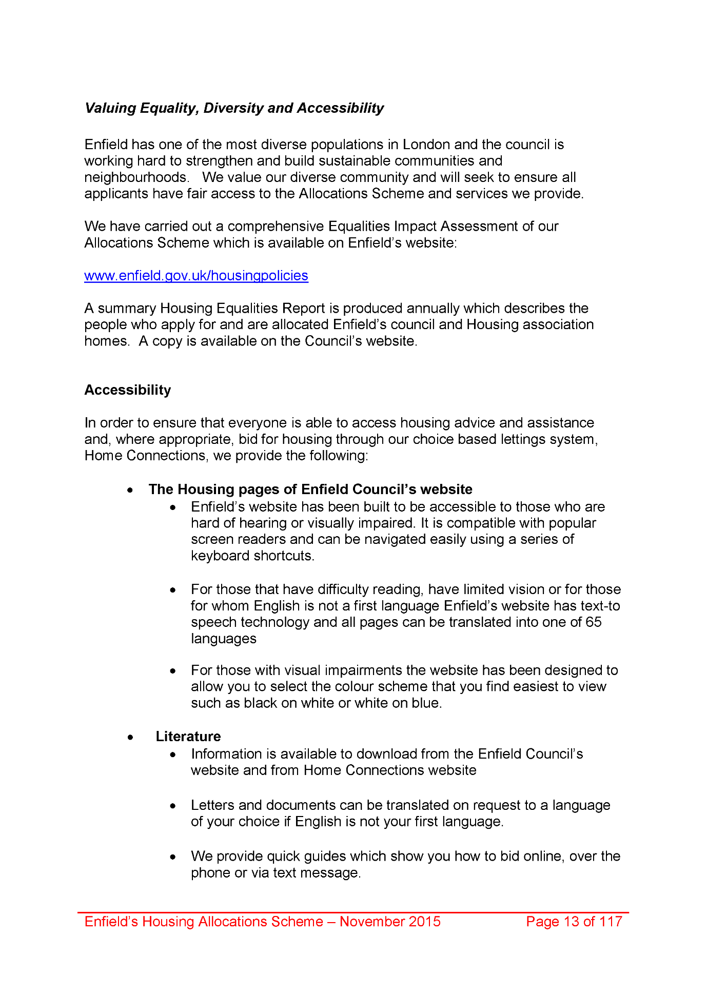 Valuing Equality, Diversity and Accessibility
Enfield has one of the most diverse populations in London and the council is
working hard to strengthen and build sustainable communities and
neighbourhoods.   We value our diverse community and will seek to ensure all
applicants have fair access to the Allocations Scheme and services we provide.
We have carried out a comprehensive Equalities Impact Assessment of our
Allocations Scheme which is available on Enfield’s website:
www.enfield.gov.uk/housingpolicies
A summary Housing Equalities Report is produced annually which describes the
people who apply for and are allocated Enfield’s council and Housing association
homes.  A copy is available on the Council’s website.
Accessibility
In order to ensure that everyone is able to access housing advice and assistance
and, where appropriate, bid for housing through our choice based lettings system,
Home Connections, we provide the following:
• The Housing pages of Enfield Council’s website
• Enfield’s website has been built to be accessible to those who are
hard of hearing or visually impaired. It is compatible with popular
screen readers and can be navigated easily using a series of
keyboard shortcuts.
• For those that have difficulty reading, have limited vision or for those
for whom English is not a first language Enfield’s website has text-to
speech technology and all pages can be translated into one of 65
languages
• For those with visual impairments the website has been designed to
allow you to select the colour scheme that you find easiest to view
such as black on white or white on blue.
• Literature
• Information is available to download from the Enfield Council’s
website and from Home Connections website
• Letters and documents can be translated on request to a language
of your choice if English is not your first language.
• We provide quick guides which show you how to bid online, over the
phone or via text message.
Enfield’s Housing Allocations Scheme – November 2015 Page 13 of 117